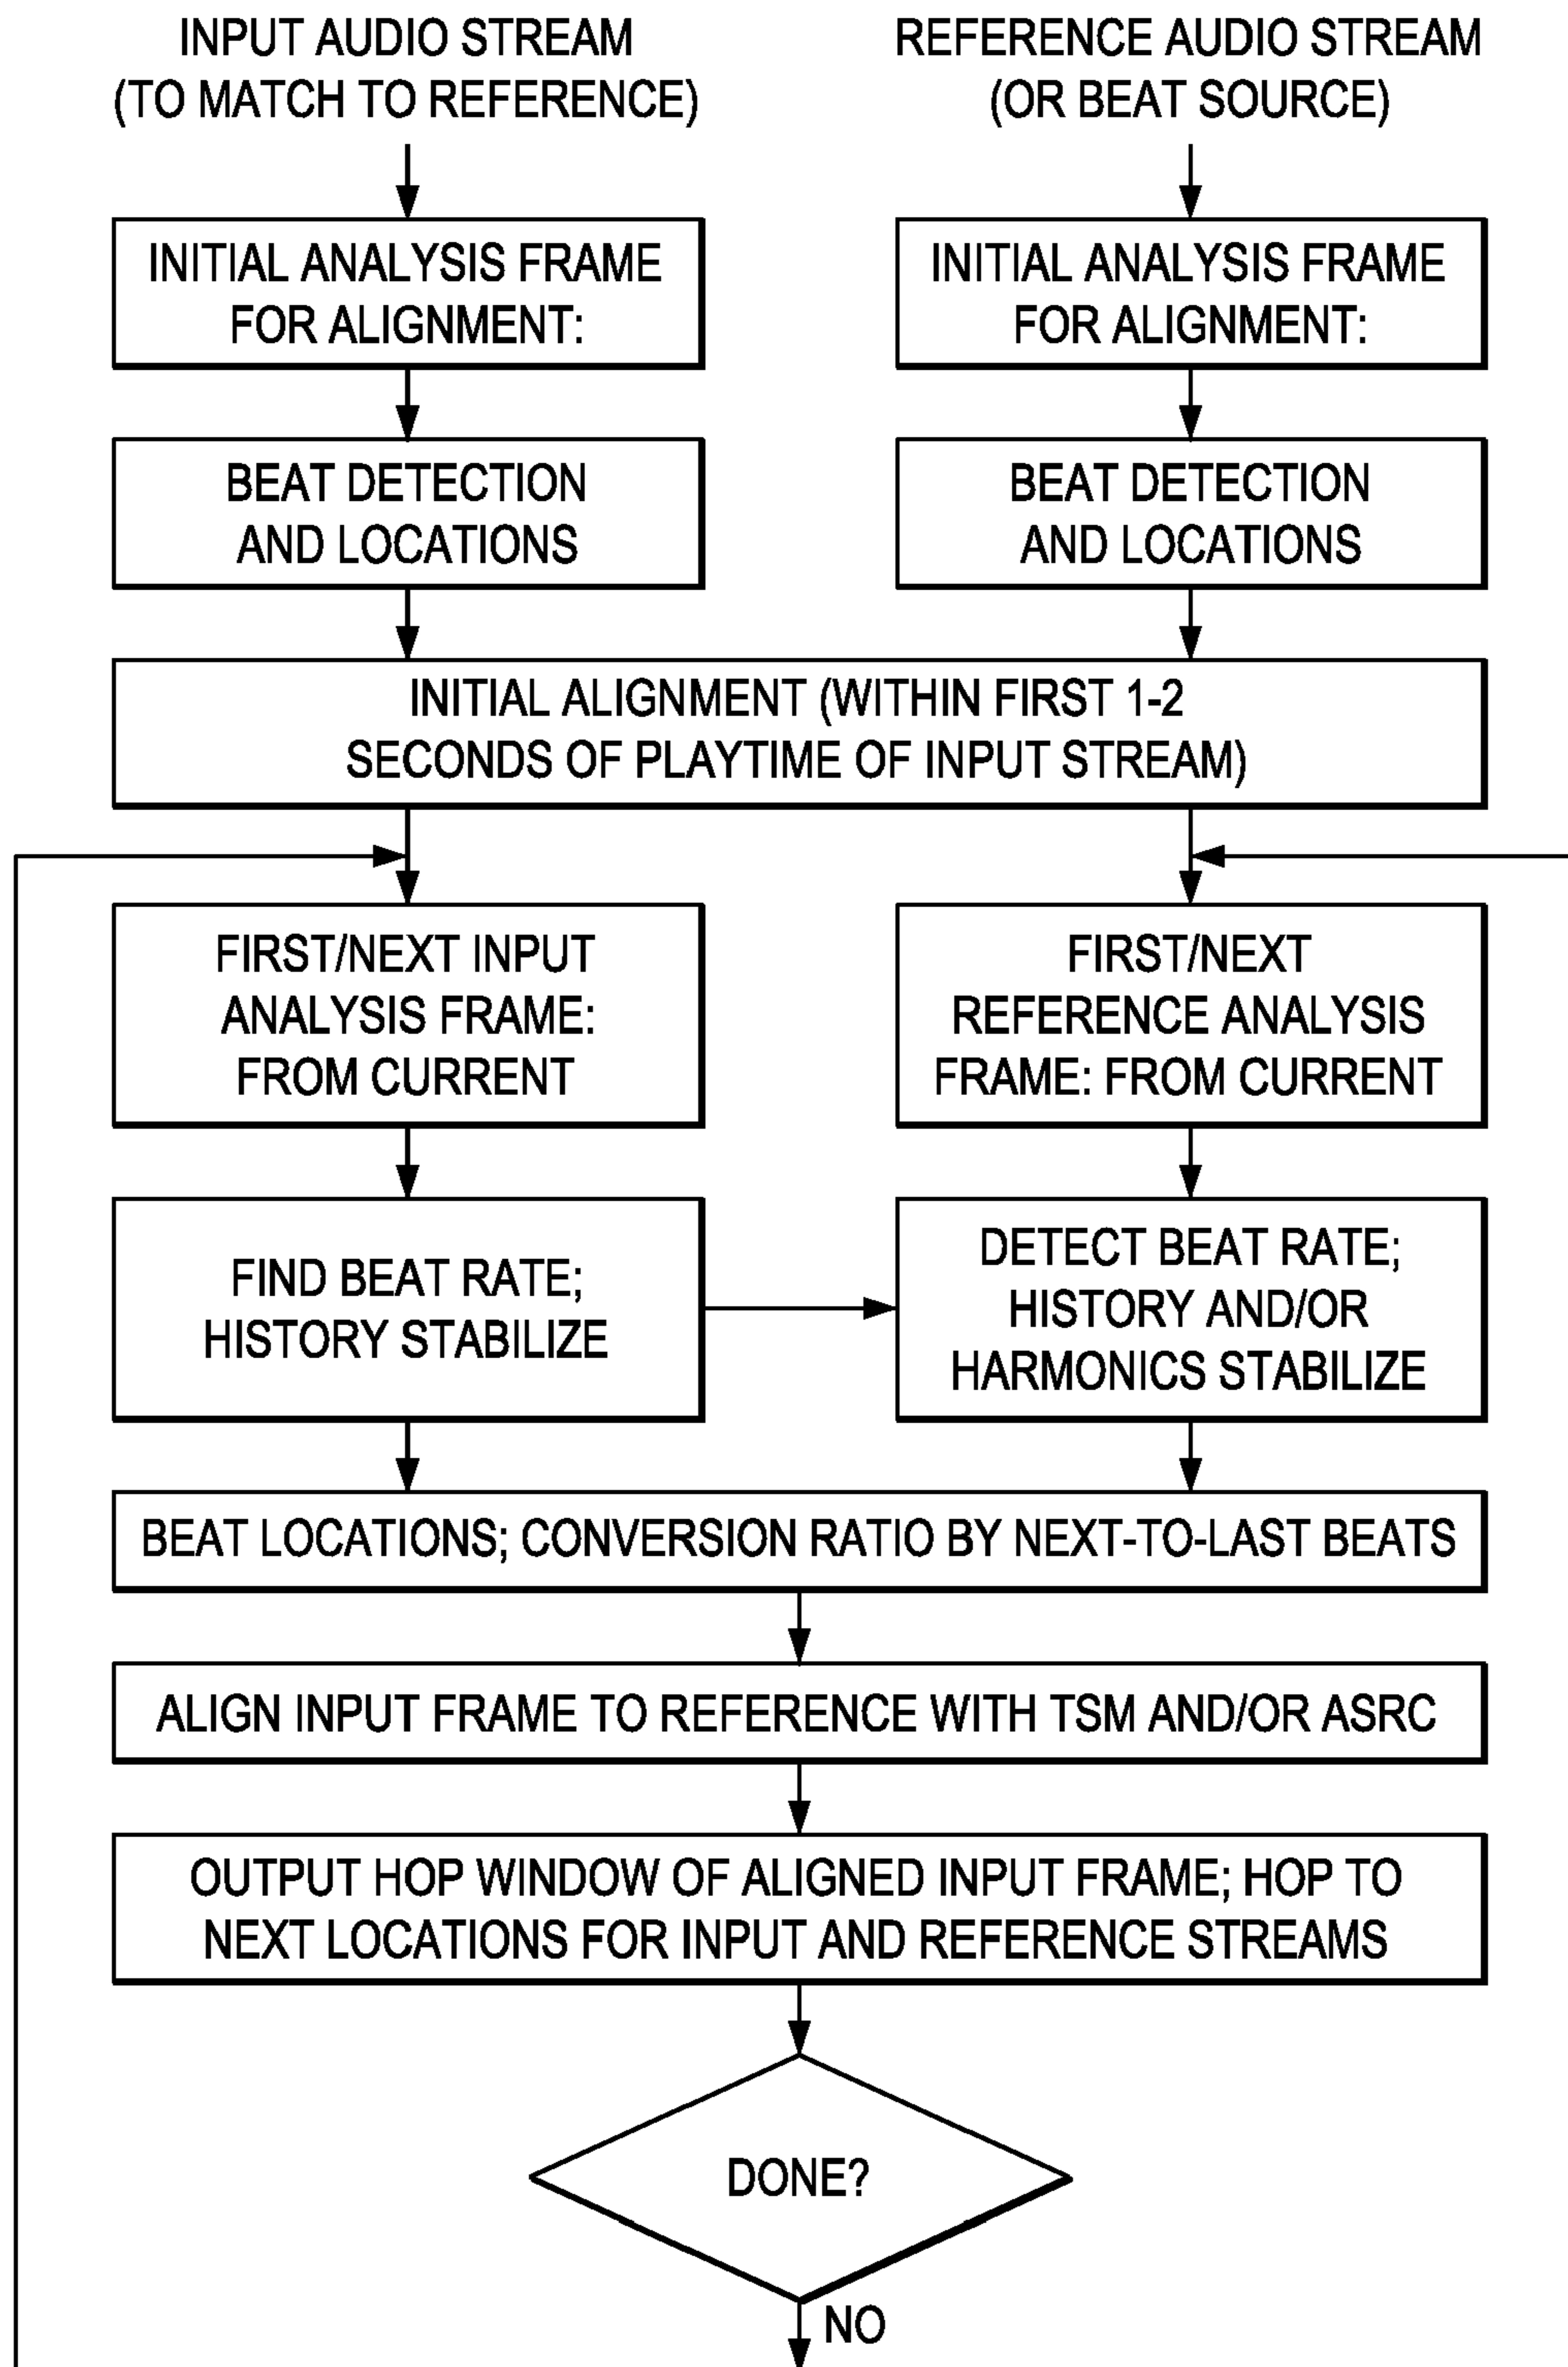 INPUT AUDIO STREAM
(TO MATCH TO REFERENCE)
REFERENCE AUDIO STREAM
(OR BEAT SOURCE)
INITIAL ANALYSIS FRAME
FOR ALIGNMENT:
INITIAL ANALYSIS FRAME
FOR ALIGNMENT:
BEAT DETECTION
AND LOCATIONS
BEAT DETECTION
AND LOCATIONS
INITIAL ALIGNMENT (WITHIN FIRST 1-2
SECONDS OF PLAYTIME OF INPUT STREAM)
FIRST/NEXT INPUT
ANALYSIS FRAME:
FROM CURRENT
FIRST/NEXT
REFERENCE ANALYSIS
FRAME: FROM CURRENT
FIND BEAT RATE;
HISTORY STABILIZE
DETECT BEAT RATE;
HISTORY AND/OR
HARMONICS STABILIZE
BEAT LOCATIONS; CONVERSION RATIO BY NEXT-TO-LAST BEATS
ALIGN INPUT FRAME TO REFERENCE WITH TSM AND/OR ASRC
OUTPUT HOP WINDOW OF ALIGNED INPUT FRAME; HOP TO
NEXT LOCATIONS FOR INPUT AND REFERENCE STREAMS
DONE?
NO